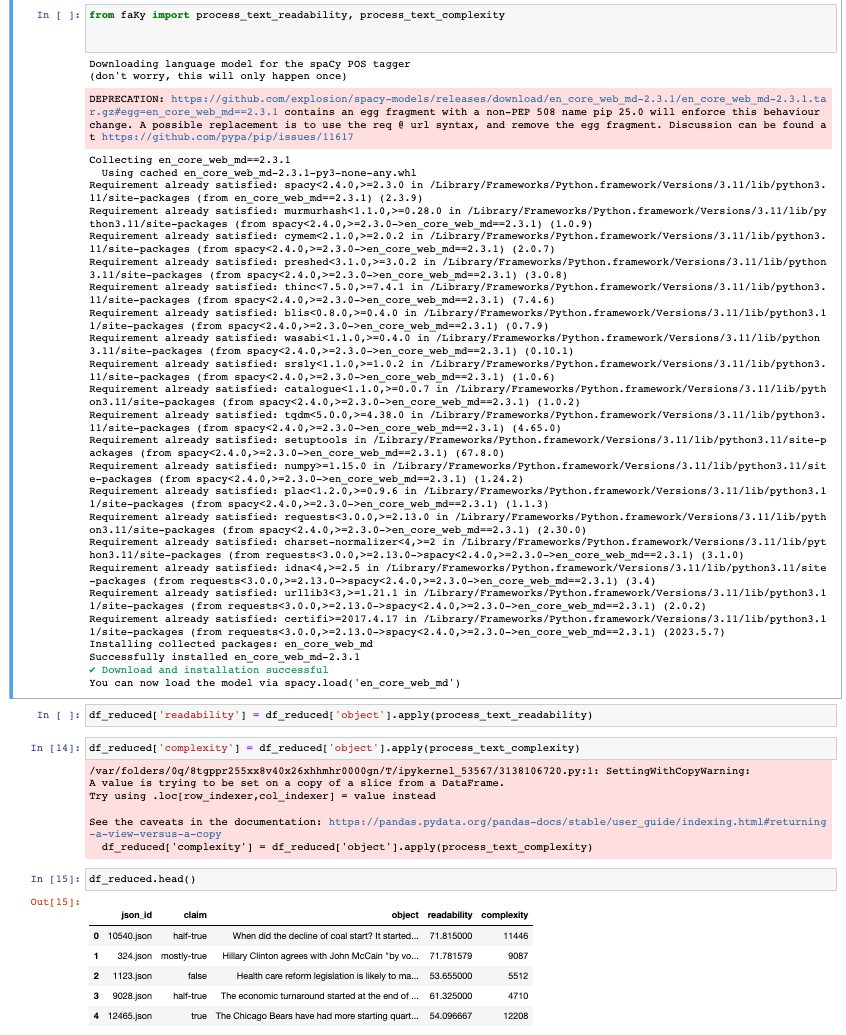 In [ ]: from faKy import process_text_readability, process_text_complexity
Downloading language model for the spaCy POS tagger
(don't worry, this will only happen once)
DEPRECATION: https://github.com/explosion/spacy-models/releases/download/en_core_web_md-2.3.1/en_core_web_md-2.3.1.ta
r.gz#egg=en_core_web_md==2.3.1 contains an egg fragment with a non-PEP 508 name pip 25.0 will enforce this behaviour
change. A possible replacement is to use the req @ url syntax, and remove the egg fragment. Discussion can be found a
t https://github.com/pypa/pip/issues/11617
Collecting en_core_web_md==2.3.1
  Using cached en_core_web_md-2.3.1-py3-none-any.whl
Requirement already satisfied: spacy<2.4.0,>=2.3.0 in /Library/Frameworks/Python.framework/Versions/3.11/lib/python3.
11/site-packages (from en_core_web_md==2.3.1) (2.3.9)
Requirement already satisfied: murmurhash<1.1.0,>=0.28.0 in /Library/Frameworks/Python.framework/Versions/3.11/lib/py
thon3.11/site-packages (from spacy<2.4.0,>=2.3.0->en_core_web_md==2.3.1) (1.0.9)
Requirement already satisfied: cymem<2.1.0,>=2.0.2 in /Library/Frameworks/Python.framework/Versions/3.11/lib/python3.
11/site-packages (from spacy<2.4.0,>=2.3.0->en_core_web_md==2.3.1) (2.0.7)
Requirement already satisfied: preshed<3.1.0,>=3.0.2 in /Library/Frameworks/Python.framework/Versions/3.11/lib/python
3.11/site-packages (from spacy<2.4.0,>=2.3.0->en_core_web_md==2.3.1) (3.0.8)
Requirement already satisfied: thinc<7.5.0,>=7.4.1 in /Library/Frameworks/Python.framework/Versions/3.11/lib/python3.
11/site-packages (from spacy<2.4.0,>=2.3.0->en_core_web_md==2.3.1) (7.4.6)
Requirement already satisfied: blis<0.8.0,>=0.4.0 in /Library/Frameworks/Python.framework/Versions/3.11/lib/python3.1
1/site-packages (from spacy<2.4.0,>=2.3.0->en_core_web_md==2.3.1) (0.7.9)
Requirement already satisfied: wasabi<1.1.0,>=0.4.0 in /Library/Frameworks/Python.framework/Versions/3.11/lib/python
3.11/site-packages (from spacy<2.4.0,>=2.3.0->en_core_web_md==2.3.1) (0.10.1)
Requirement already satisfied: srsly<1.1.0,>=1.0.2 in /Library/Frameworks/Python.framework/Versions/3.11/lib/python3.
11/site-packages (from spacy<2.4.0,>=2.3.0->en_core_web_md==2.3.1) (1.0.6)
Requirement already satisfied: catalogue<1.1.0,>=0.0.7 in /Library/Frameworks/Python.framework/Versions/3.11/lib/pyth
on3.11/site-packages (from spacy<2.4.0,>=2.3.0->en_core_web_md==2.3.1) (1.0.2)
Requirement already satisfied: tqdm<5.0.0,>=4.38.0 in /Library/Frameworks/Python.framework/Versions/3.11/lib/python3.
11/site-packages (from spacy<2.4.0,>=2.3.0->en_core_web_md==2.3.1) (4.65.0)
Requirement already satisfied: setuptools in /Library/Frameworks/Python.framework/Versions/3.11/lib/python3.11/site-p
ackages (from spacy<2.4.0,>=2.3.0->en_core_web_md==2.3.1) (67.8.0)
Requirement already satisfied: numpy>=1.15.0 in /Library/Frameworks/Python.framework/Versions/3.11/lib/python3.11/sit
e-packages (from spacy<2.4.0,>=2.3.0->en_core_web_md==2.3.1) (1.24.2)
Requirement already satisfied: plac<1.2.0,>=0.9.6 in /Library/Frameworks/Python.framework/Versions/3.11/lib/python3.1
1/site-packages (from spacy<2.4.0,>=2.3.0->en_core_web_md==2.3.1) (1.1.3)
Requirement already satisfied: requests<3.0.0,>=2.13.0 in /Library/Frameworks/Python.framework/Versions/3.11/lib/pyth
on3.11/site-packages (from spacy<2.4.0,>=2.3.0->en_core_web_md==2.3.1) (2.30.0)
Requirement already satisfied: charset-normalizer<4,>=2 in /Library/Frameworks/Python.framework/Versions/3.11/lib/pyt
hon3.11/site-packages (from requests<3.0.0,>=2.13.0->spacy<2.4.0,>=2.3.0->en_core_web_md==2.3.1) (3.1.0)
Requirement already satisfied: idna<4,>=2.5 in /Library/Frameworks/Python.framework/Versions/3.11/lib/python3.11/site
-packages (from requests<3.0.0,>=2.13.0->spacy<2.4.0,>=2.3.0->en_core_web_md==2.3.1) (3.4)
Requirement already satisfied: urllib3<3,>=1.21.1 in /Library/Frameworks/Python.framework/Versions/3.11/lib/python3.1
1/site-packages (from requests<3.0.0,>=2.13.0->spacy<2.4.0,>=2.3.0->en_core_web_md==2.3.1) (2.0.2)
Requirement already satisfied: certifi>=2017.4.17 in /Library/Frameworks/Python.framework/Versions/3.11/lib/python3.1
1/site-packages (from requests<3.0.0,>=2.13.0->spacy<2.4.0,>=2.3.0->en_core_web_md==2.3.1) (2023.5.7)
Installing collected packages: en_core_web_md
Successfully installed en_core_web_md-2.3.1
✔ Download and installation successful
You can now load the model via spacy.load('en_core_web_md')
In [ ]: df_reduced['readability'] = df_reduced['object'].apply(process_text_readability)
In [14]: df_reduced['complexity'] = df_reduced['object'].apply(process_text_complexity)
/var/folders/0q/8tgppr255xx8v40x26xhhmhr0000gn/T/ipykernel_53567/3138106720.py:1: SettingWithCopyWarning:
A value is trying to be set on a copy of a slice from a DataFrame.
Try using .loc[row_indexer,col_indexer] = value instead
See the caveats in the documentation: https://pandas.pydata.org/pandas-docs/stable/user_guide/indexing.html#returning
-a-view-versus-a-copy
  df_reduced['complexity'] = df_reduced['object'].apply(process_text_complexity)
In [15]: df_reduced.head()
Out[15]:
json_id claim object readability complexity
0 10540.json half-true When did the decline of coal start? It started... 71.815000 11446
1 324.json mostly-true Hillary Clinton agrees with John McCain "by vo... 71.781579 9087
2 1123.json false Health care reform legislation is likely to ma... 53.655000 5512
3 9028.json half-true The economic turnaround started at the end of ... 61.325000 4710
4 12465.json true The Chicago Bears have had more starting quart... 54.096667 12208